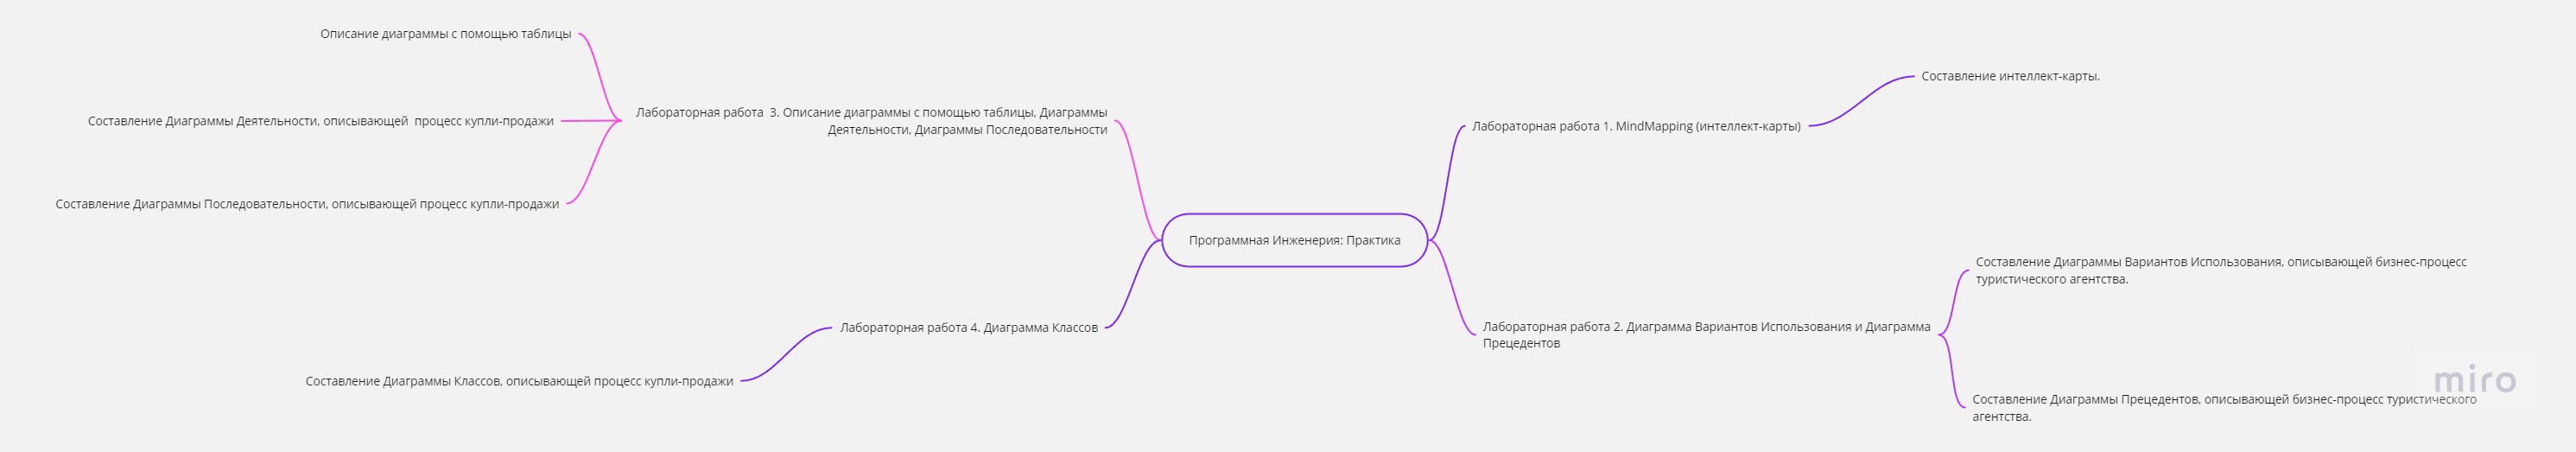 Описание диаграммы с помощью таблицы
Составление Диаграммы Деятельности, описывающей процесс купли-продажи
Составление Диаграммы Последовательности, описывающей процесс купли-продажи
Лабораторная работа 3. Описание диаграммы с помощью таблицы, Диаграммы
Деятельности, Диаграммы Последовательности
Лабораторная работа 4. Диаграмма Классов
Составление Диаграммы Классов, описывающей процесс купли-продажи
Программная Инженерия: Практика
Лабораторная работа 1. MindMapping (интеллект-карты)
Составление интеллект-карты.
Лабораторная работа 2. Диаграмма Вариантов Использования и Диаграмма
Прецедентов
Составление Диаграммы Вариантов Использования, описывающей бизнес-процесс
туристического агентства.
Составление Диаграммы Прецедентов, описывающей бизнес-процесс туристического
агентства.
miro